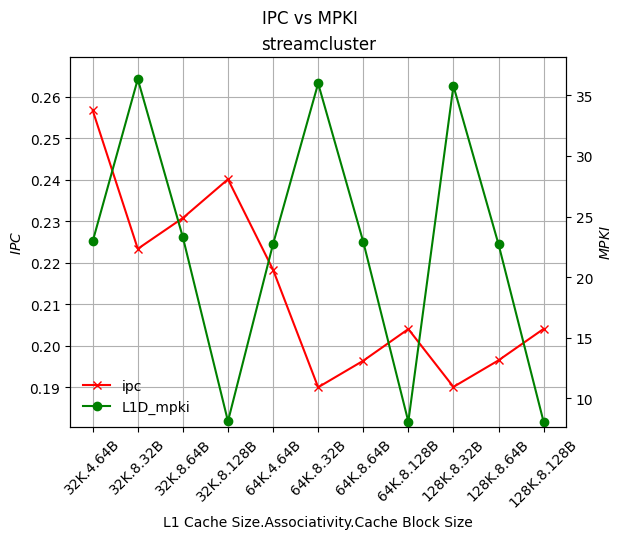 IPC vs MPKI
streamcluster
0.26
0.25
0.24
0.23
0.22
0.21
0.20
0.19
IPC
35
30
25
20
15
10
MPKI
ipc
L1D_mpki
32K.4.64B
32K.8.32B
32K.8.64B
32K.8.128B
64K.4.64B
64K.8.32B
64K.8.64B
64K.8.128B
128K.8.32B
128K.8.64B
128K.8.128B
L1 Cache Size.Associativity.Cache Block Size